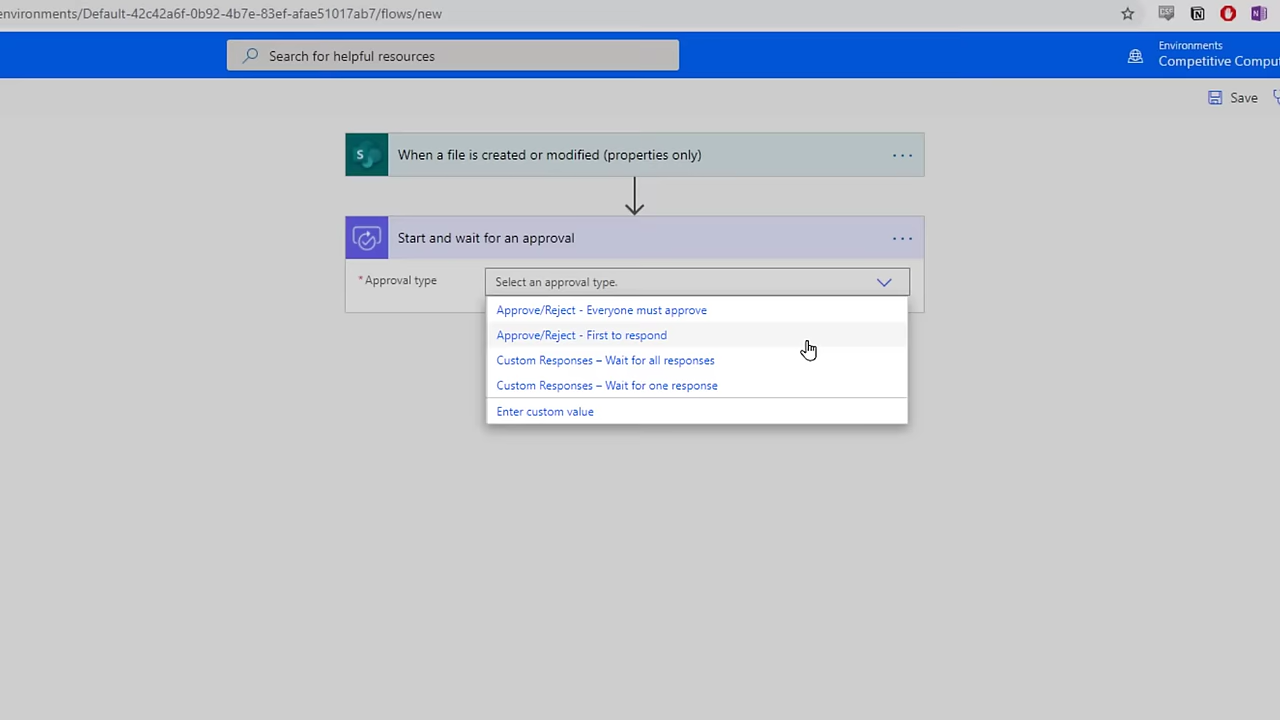 environments/Default-42c42a6f-0b92-4b7e-83ef-afae51017ab7/flows/new
Search for helpful resources
Environments
Competitive Compu
Save
When a file is created or modified (properties only)
Start and wait for an approval
* Approval type
Select an approval type.
Approve/Reject - Everyone must approve
Approve/Reject - First to respond
Custom Responses – Wait for all responses
Custom Responses – Wait for one response
Enter custom value